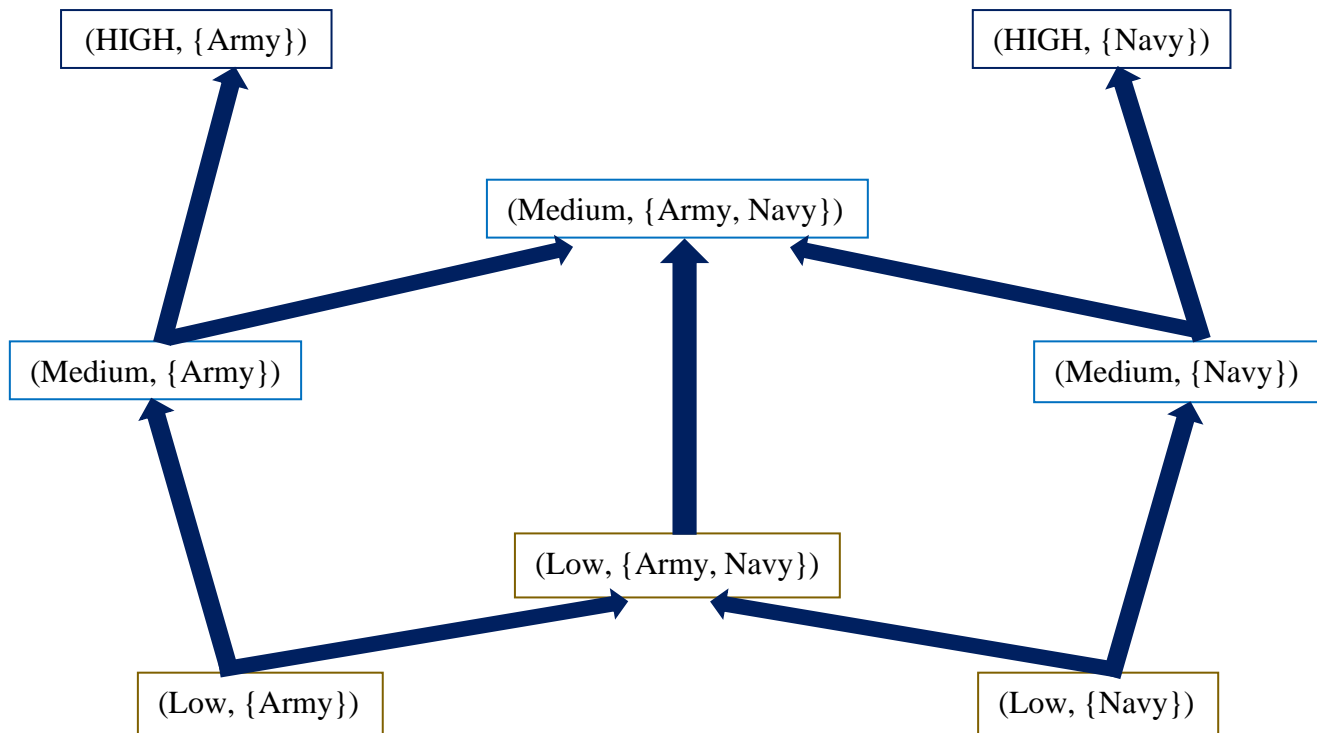 (HIGH, {Army})
(HIGH, {Navy})
(Medium, {Army, Navy})
(Medium, {Army})
(Medium, {Navy})
(Low, {Army, Navy})
(Low, {Army})
(Low, {Navy})